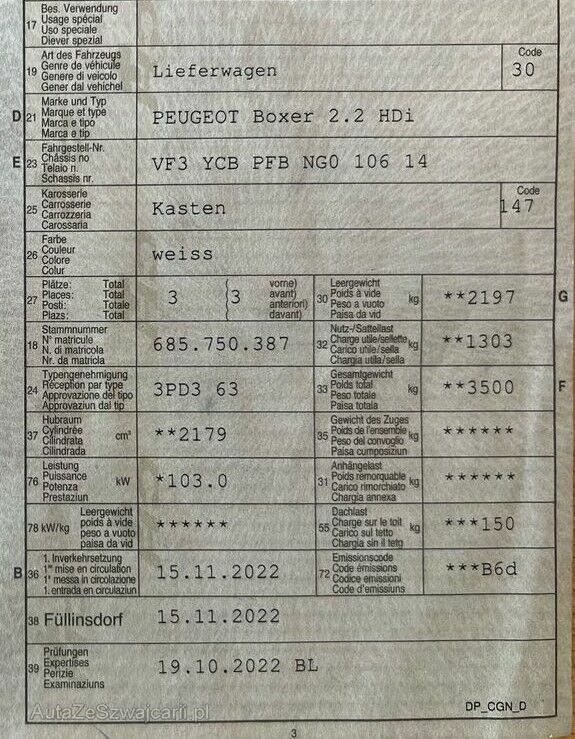 Bes. Verwendung
17 Usage spécial
Uso speciale
Diever spezial
Art des Fahrzeugs
19 Genre de véhicule
Genere di veicolo
Gener dal vehichel
Lieferwagen
Code
30
D 21 Marke und Typ
Marque et type
Marca e tipo
Marca e tip
PEUGEOT Boxer 2.2 HDi
E 23 Fahrgestell-Nr.
Châssis no
Telaio n.
Schassis nr.
VF3 YCB PFB NG0 106 14
25 Karosserie
Carrosserie
Carrozzeria
Carossaria
Kasten
Code
147
26 Farbe
Couleur
Colore
Colur
weiss
27 Plätze: Total
Places: Total
Posti: Totale
Plazs: Total
3 (3 vorne)
avant)
anteriori)
davant)
30 Leergewicht
Poids à vide
Peso a vuoto
Paisa da vid
kg **2197 G
18 Stammnummer
N° matricule
N. di matricola
Nr. da matricla
685.750.387
32 Nutz-/Sattellast
Charge utile/sellette
Carico utile/sella
Chargia utila/sella
kg **1303
24 Typengenehmigung
Réception par type
Approvazione del tipo
Approvaziun dal tip
3PD3 63
33 Gesamtgewicht
Poids total
Peso totale
Paisa totala
kg **3500 F
37 Hubraum
Cylindrée
Cilindrata
Cilindrada
cm³ **2179
35 Gewicht des Zuges
Poids de l'ensemble
Peso del convoglio
Paisa cumposiziun
kg ******
76 Leistung
Puissance
Potenza
Prestaziun
kW *103.0
31 Anhängelast
Poids remorquable
Carico rimorchiato
Chargia annexa
kg ******
78 kW/kg Leergewicht
poids à vide
peso a vuoto
paisa da vid
******
55 Dachlast
Charge sur le toit
Carico sul tetto
Chargia sin il tetg
kg ***150
B 36 1. Inverkehrsetzung
1re mise en circulation
1a messa in circolazione
1. entrada en circulaziun
15.11.2022
72 Emissionscode
Code émissions
Codice emissioni
Code d'emissiuns
***B6d
38 Füllinsdorf 15.11.2022
39 Prüfungen
Expertises
Perizie
Examinaziuns
19.10.2022 BL
DP_CGN_D
AutaZeSzwajcarii.pl
3